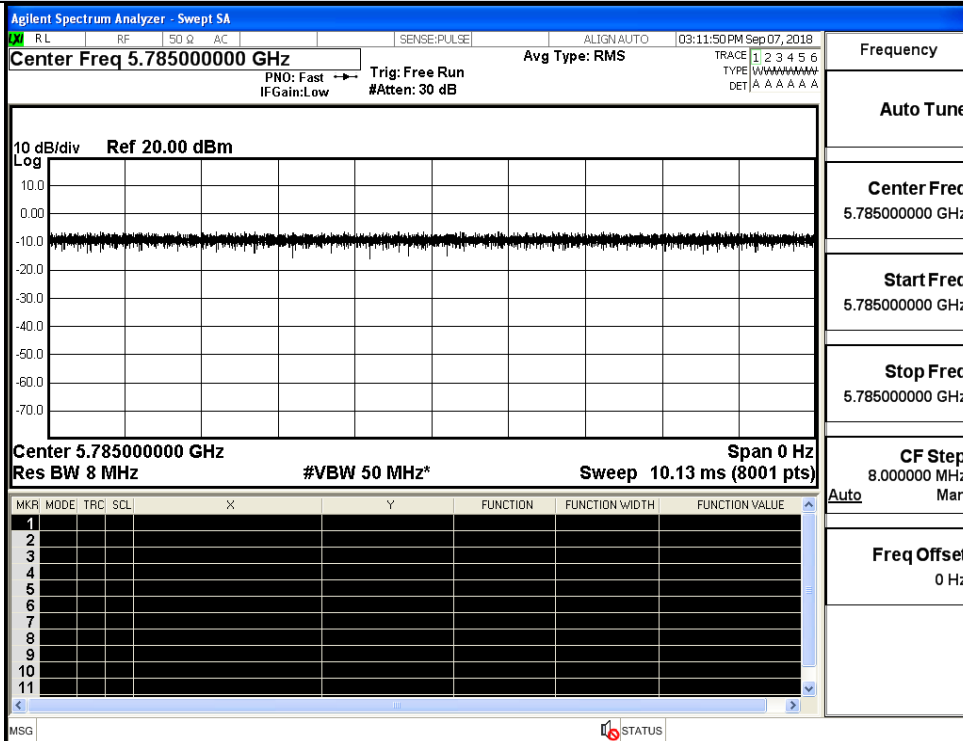 Agilent Spectrum Analyzer - Swept SA
LXI RL RF 50 Ω AC SENSE:PULSE ALIGN AUTO 03:11:50 PM Sep 07, 2018
Center Freq 5.785000000 GHz Avg Type: RMS TRACE 1 2 3 4 5 6
PNO: Fast Trig: Free Run TYPE WWWWWW
IFGain:Low #Atten: 30 dB DET A A A A A A
10 dB/div Ref 20.00 dBm
Log
10.0
0.00
-10.0
-20.0
-30.0
-40.0
-50.0
-60.0
-70.0
Center 5.785000000 GHz Span 0 Hz
Res BW 8 MHz #VBW 50 MHz* Sweep 10.13 ms (8001 pts)
MKR MODE TRC SCL X Y FUNCTION FUNCTION WIDTH FUNCTION VALUE
1
2
3
4
5
6
7
8
9
10
11
MSG STATUS
Frequency
Auto Tune
Center Freq
5.785000000 GHz
Start Freq
5.785000000 GHz
Stop Freq
5.785000000 GHz
CF Step
8.000000 MHz
Auto Man
Freq Offset
0 Hz